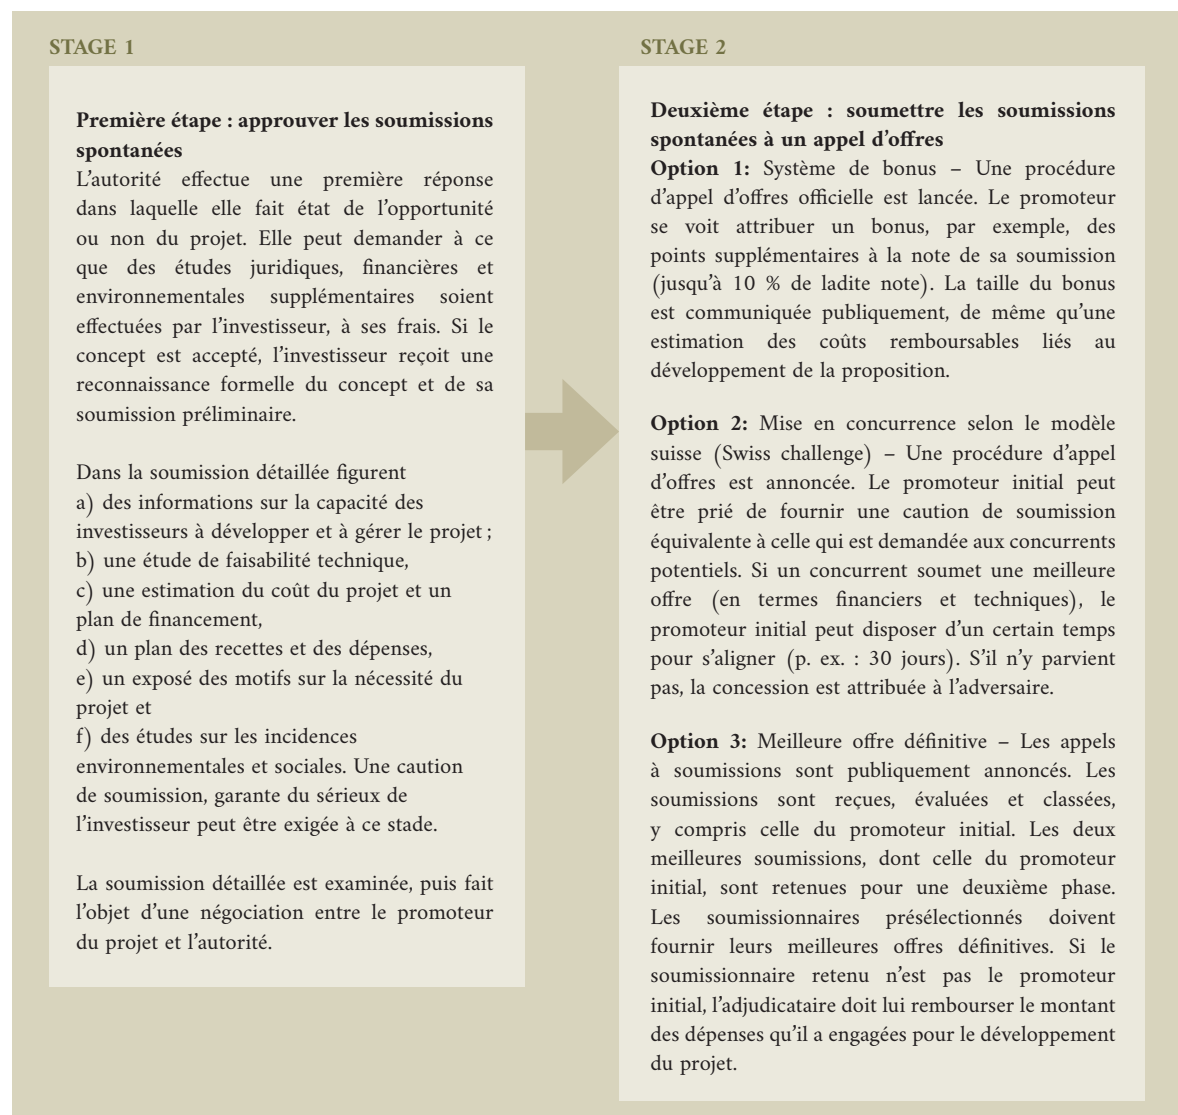 STAGE 1
Première étape : approuver les soumissions
spontanées
L’autorité effectue une première réponse
dans laquelle elle fait état de l’opportunité
ou non du projet. Elle peut demander à ce
que des études juridiques, financières et
environnementales supplémentaires soient
effectuées par l’investisseur, à ses frais. Si le
concept est accepté, l’investisseur reçoit une
reconnaissance formelle du concept et de sa
soumission préliminaire.
Dans la soumission détaillée figurent
a) des informations sur la capacité des
investisseurs à développer et à gérer le projet ;
b) une étude de faisabilité technique,
c) une estimation du coût du projet et un
plan de financement,
d) un plan des recettes et des dépenses,
e) un exposé des motifs sur la nécessité du
projet et
f) des études sur les incidences
environnementales et sociales. Une caution
de soumission, garante du sérieux de
l’investisseur peut être exigée à ce stade.
La soumission détaillée est examinée, puis fait
l’objet d’une négociation entre le promoteur
du projet et l’autorité.
STAGE 2
Deuxième étape : soumettre les soumissions
spontanées à un appel d’offres
Option 1: Système de bonus – Une procédure
d’appel d’offres officielle est lancée. Le promoteur
se voit attribuer un bonus, par exemple, des
points supplémentaires à la note de sa soumission
(jusqu’à 10 % de ladite note). La taille du bonus
est communiquée publiquement, de même qu’une
estimation des coûts remboursables liés au
développement de la proposition.
Option 2: Mise en concurrence selon le modèle
suisse (Swiss challenge) – Une procédure d’appel
d’offres est annoncée. Le promoteur initial peut
être prié de fournir une caution de soumission
équivalente à celle qui est demandée aux concurrents
potentiels. Si un concurrent soumet une meilleure
offre (en termes financiers et techniques), le
promoteur initial peut disposer d’un certain temps
pour s’aligner (p. ex. : 30 jours). S’il n’y parvient
pas, la concession est attribuée à l’adversaire.
Option 3: Meilleure offre définitive – Les appels
à soumissions sont publiquement annoncés. Les
soumissions sont reçues, évaluées et classées,
y compris celle du promoteur initial. Les deux
meilleures soumissions, dont celle du promoteur
initial, sont retenues pour une deuxième phase.
Les soumissionnaires présélectionnés doivent
fournir leurs meilleures offres définitives. Si le
soumissionnaire retenu n’est pas le promoteur
initial, l’adjudicataire doit lui rembourser le montant
des dépenses qu’il a engagées pour le développement
du projet.